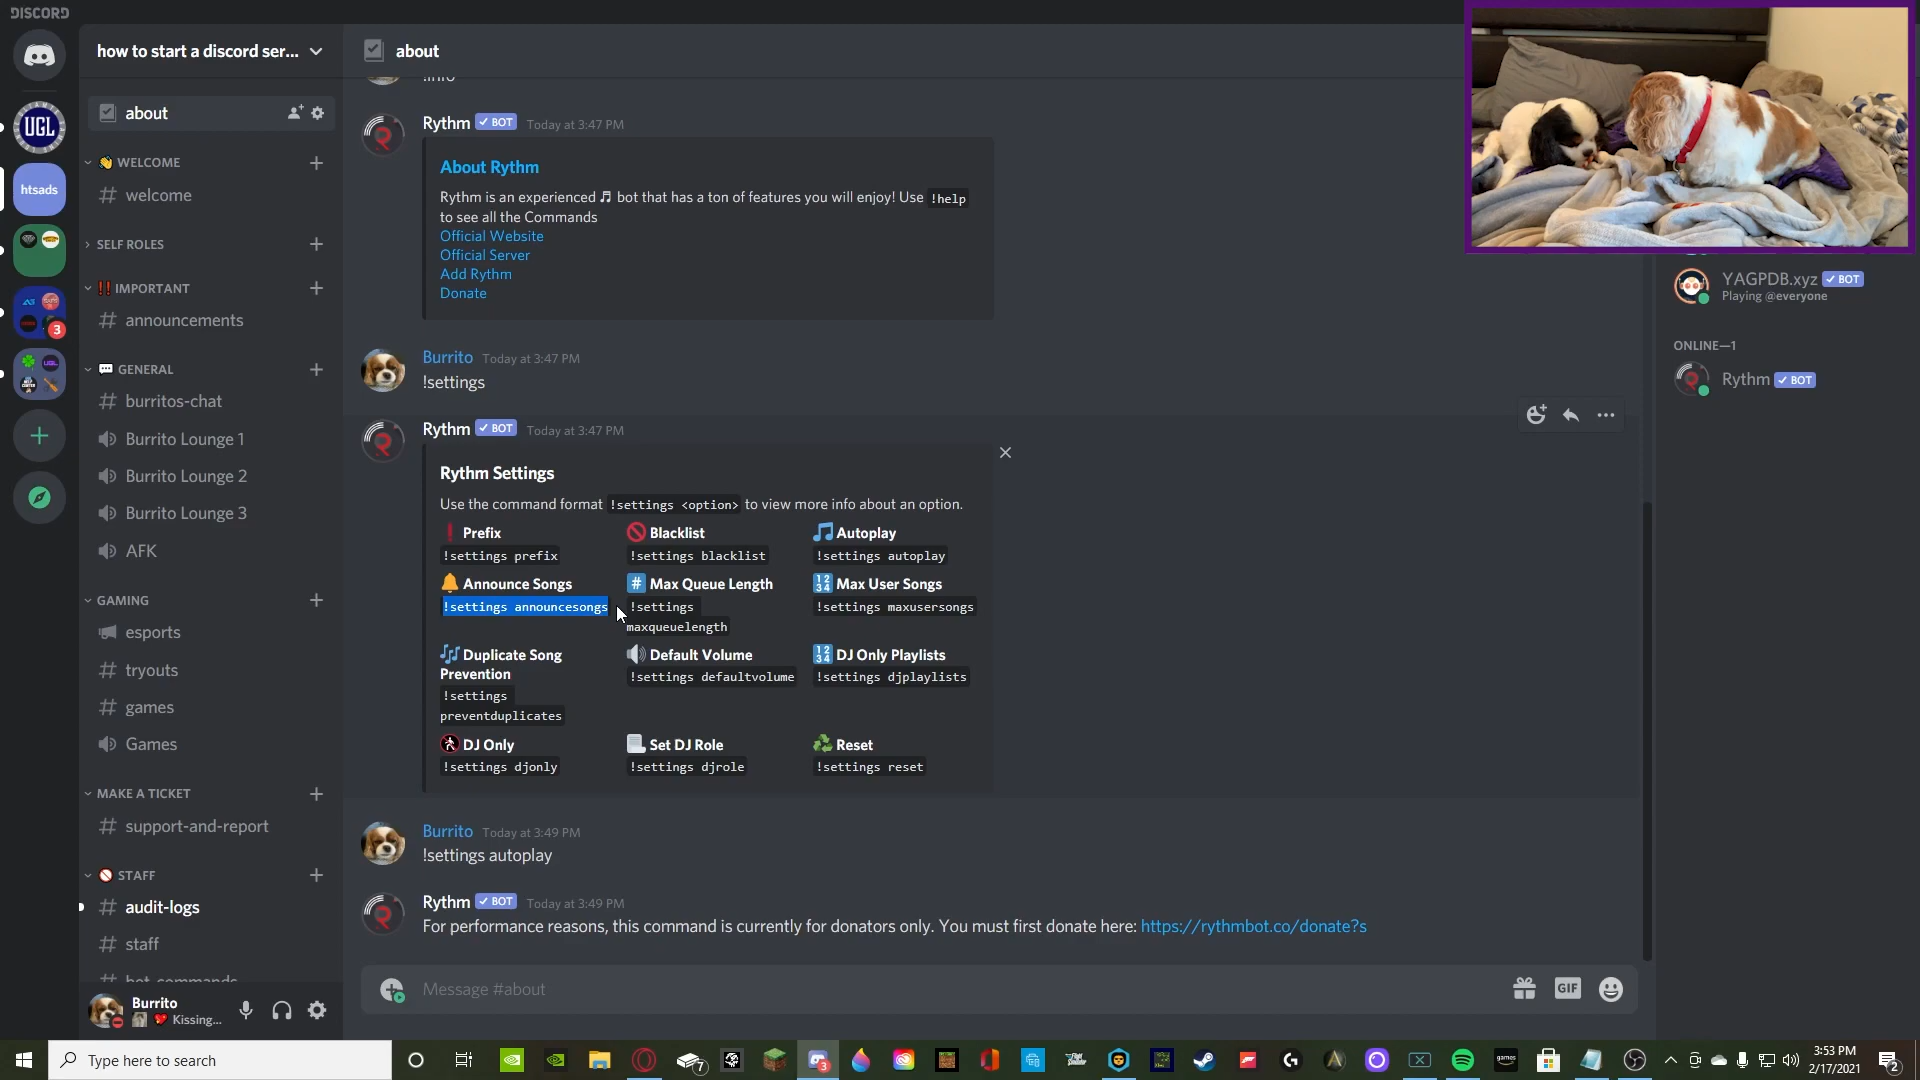 DISCORD
how to start a discord ser...
about
about
WELCOME
welcome
SELF ROLES
IMPORTANT
announcements
GENERAL
burritos-chat
Burrito Lounge 1
Burrito Lounge 2
Burrito Lounge 3
AFK
GAMING
esports
tryouts
games
Games
MAKE A TICKET
support-and-report
STAFF
audit-logs
staff
bot-commands
UGL
htsads
3
Burrito
Kissing...
!info
Rythm BOT Today at 3:47 PM
About Rythm
Rythm is an experienced 🎵 bot that has a ton of features you will enjoy! Use !help
to see all the Commands
Official Website
Official Server
Add Rythm
Donate
Burrito Today at 3:47 PM
!settings
Rythm BOT Today at 3:47 PM
Rythm Settings
Use the command format !settings <option> to view more info about an option.
Prefix Blacklist Autoplay
!settings prefix !settings blacklist !settings autoplay
Announce Songs Max Queue Length Max User Songs
!settings announcesongs !settings maxqueuelength !settings maxusersongs
Duplicate Song Prevention Default Volume DJ Only Playlists
!settings preventduplicates !settings defaultvolume !settings djplaylists
DJ Only Set DJ Role Reset
!settings djonly !settings djrole !settings reset
Burrito Today at 3:49 PM
!settings autoplay
Rythm BOT Today at 3:49 PM
For performance reasons, this command is currently for donators only. You must first donate here: https://rythmbot.co/donate?s
Message #about
GIF
YAGPDB.xyz BOT
Playing @everyone
ONLINE—1
Rythm BOT
Type here to search
7
3
3:53 PM
2/17/2021
2